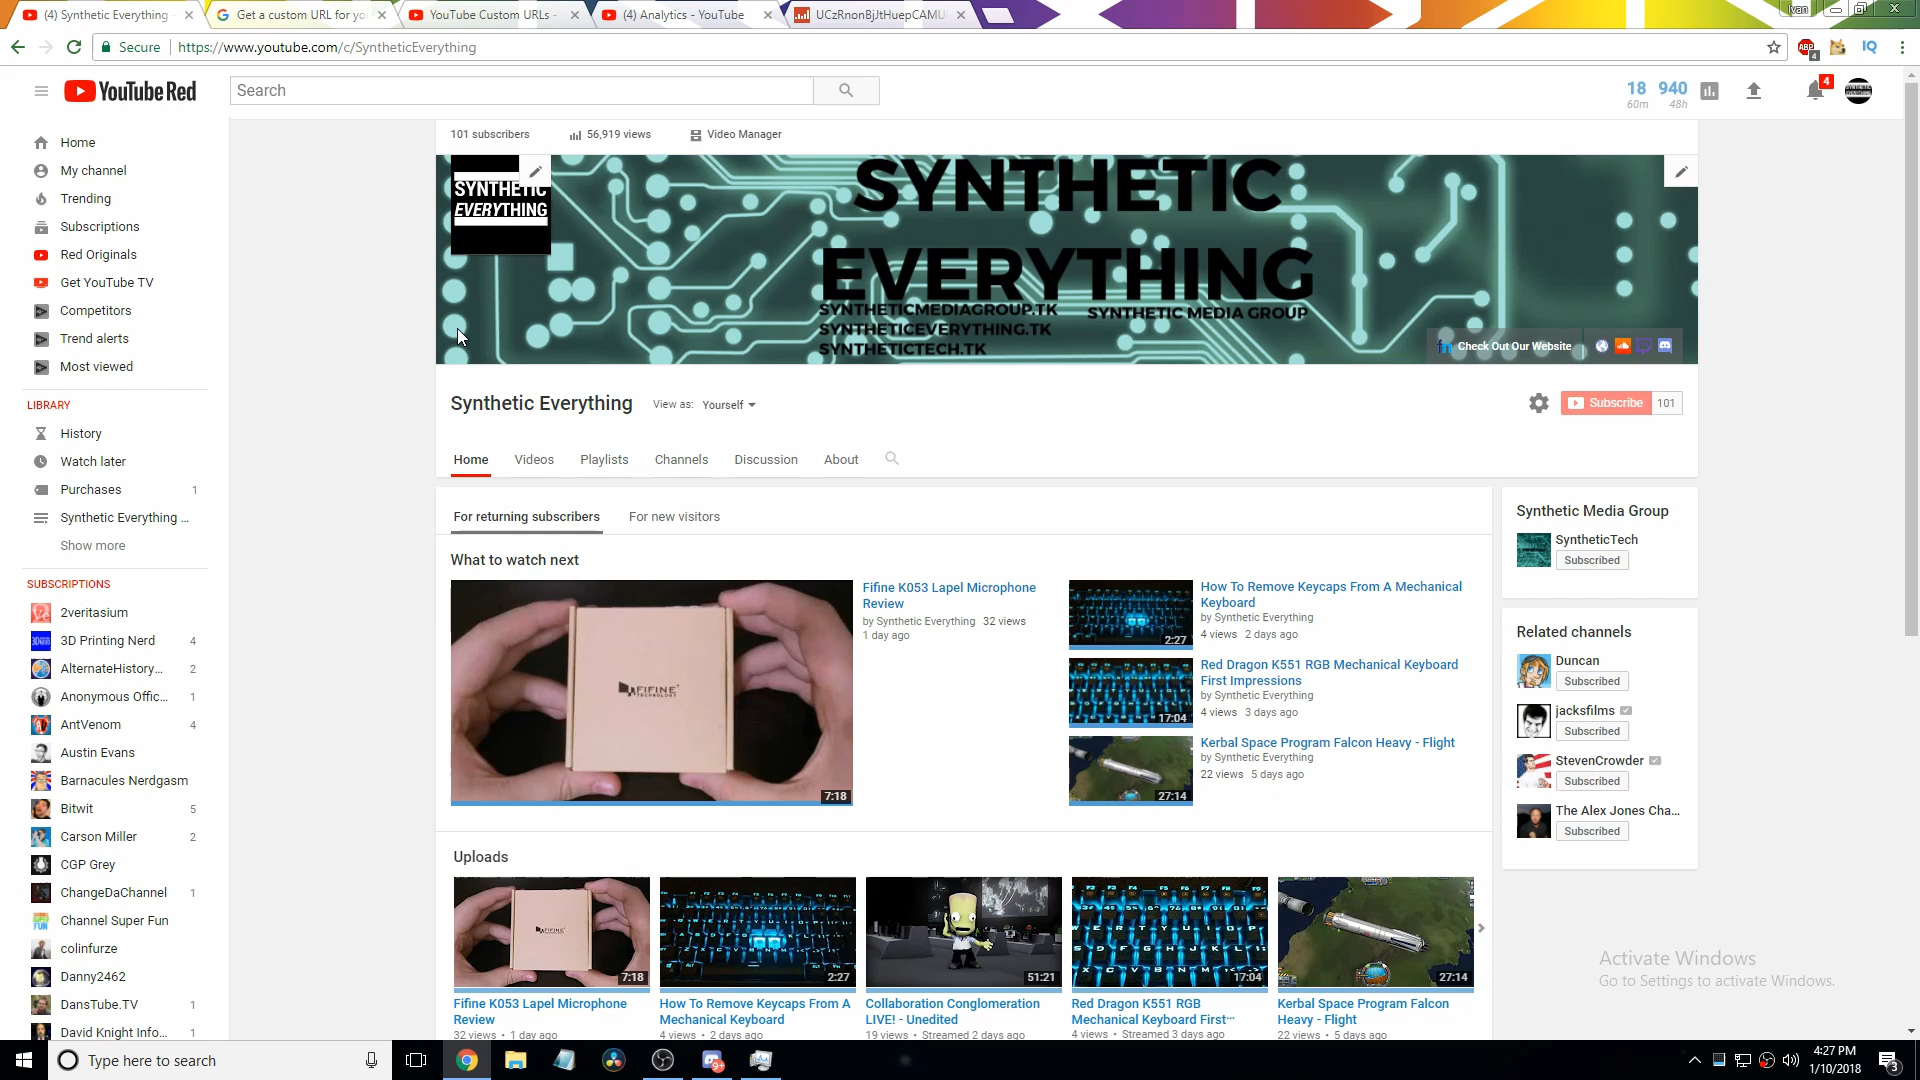 (4) Synthetic Everything -
Get a custom URL for yo
YouTube Custom URLs -
(4) Analytics - YouTube
UCzRnonBjJtHuepCAMU
Ivan
Secure
https://www.youtube.com/c/SyntheticEverything
ABP
4
IQ
YouTube Red
Search
18
60m
940
48h
4
Home
My channel
Trending
Subscriptions
Red Originals
Get YouTube TV
Competitors
Trend alerts
Most viewed
LIBRARY
History
Watch later
Purchases 1
Synthetic Everything ...
Show more
SUBSCRIPTIONS
2veritasium
3D Printing Nerd 4
AlternateHistory... 2
Anonymous Offic... 1
AntVenom 4
Austin Evans
Barnacules Nerdgasm
Bitwit 5
Carson Miller 2
CGP Grey
ChangeDaChannel 1
Channel Super Fun
colinfurze
Danny2462
DansTube.TV 1
David Knight Info... 1
101 subscribers
56,919 views
Video Manager
SYNTHETIC
EVERYTHING
SYNTHETIC
EVERYTHING
SYNTHETICMEDIAGROUP.TK
SYNTHETIC MEDIA GROUP
SYNTHETICEVERYTHING.TK
SYNTHETICTECH.TK
Check Out Our Website
Synthetic Everything
View as: Yourself
Subscribe 101
Home
Videos
Playlists
Channels
Discussion
About
For returning subscribers
For new visitors
What to watch next
FIFINE
TECHNOLOGY
7:18
Fifine K053 Lapel Microphone
Review
by Synthetic Everything 32 views
1 day ago
2:27
How To Remove Keycaps From A Mechanical
Keyboard
by Synthetic Everything
4 views 2 days ago
17:04
Red Dragon K551 RGB Mechanical Keyboard
First Impressions
by Synthetic Everything
4 views 3 days ago
27:14
Kerbal Space Program Falcon Heavy - Flight
by Synthetic Everything
22 views 5 days ago
Uploads
FIFINE
7:18
Fifine K053 Lapel Microphone
Review
32 views • 1 day ago
2:27
How To Remove Keycaps From A
Mechanical Keyboard
4 views • 2 days ago
51:21
Collaboration Conglomeration
LIVE! - Unedited
19 views • Streamed 2 days ago
17:04
Red Dragon K551 RGB
Mechanical Keyboard First...
4 views • Streamed 3 days ago
27:14
Kerbal Space Program Falcon
Heavy - Flight
22 views • 5 days ago
Synthetic Media Group
SyntheticTech
Subscribed
Related channels
Duncan
Subscribed
jacksfilms
Subscribed
StevenCrowder
Subscribed
The Alex Jones Cha...
Subscribed
Activate Windows
Go to Settings to activate Windows.
Type here to search
9+
4:27 PM
1/10/2018
3